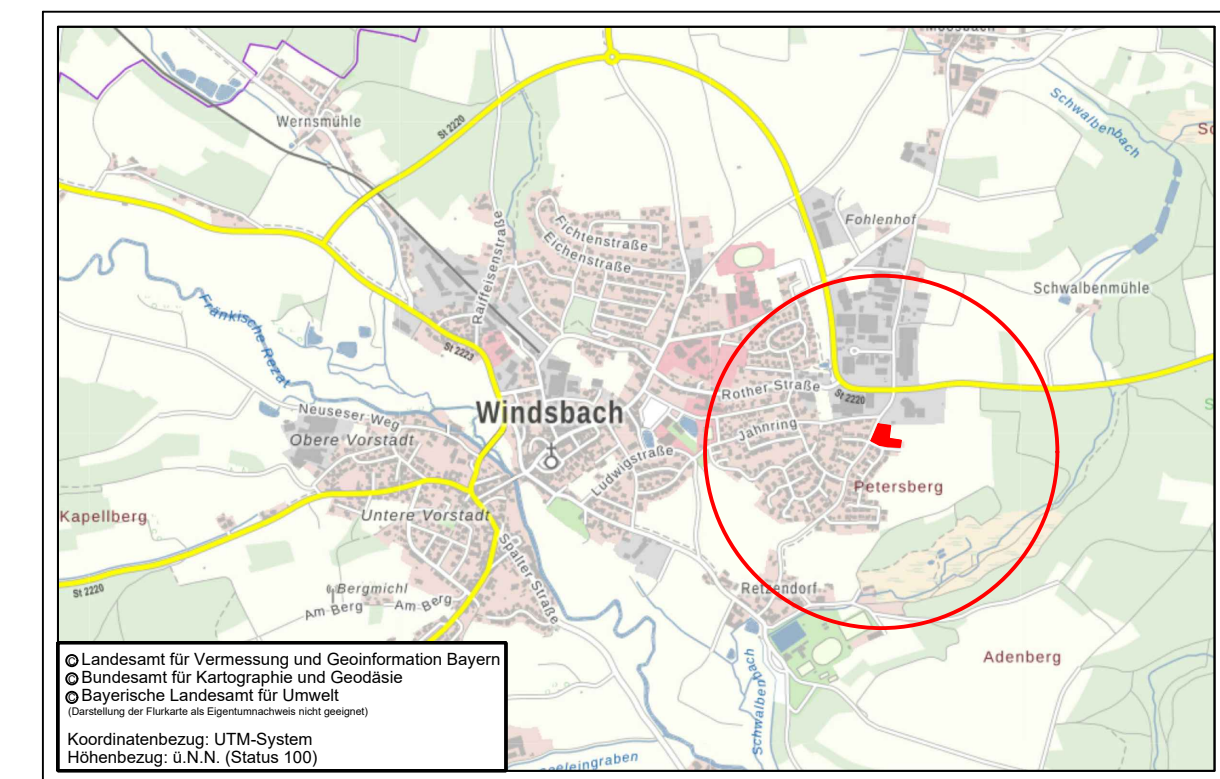 Moosbach
Schwalbenbach
Wernsmühle
St 2220
Fohlenhof
Fichtenstraße
Eichenstraße
Raiffeisenstraße
Schwalbenmühle
Fränkische Rezat
St 2223
Rother Straße
St 2220
Windsbach
Neuseser Weg
Obere Vorstadt
Jahnring
Ludwigstraße
Petersberg
Kapellberg
Untere Vorstadt
Spalter Straße
St 2220
Bergmichl
Am Berg
Am Berg
Retzendorf
Adenberg
Schwalbenbach
© Landesamt für Vermessung und Geoinformation Bayern
© Bundesamt für Kartographie und Geodäsie
© Bayerische Landesamt für Umwelt
(Darstellung der Flurkarte als Eigentumnachweis nicht geeignet)
Koordinatenbezug: UTM-System
Höhenbezug: ü.N.N. (Status 100)